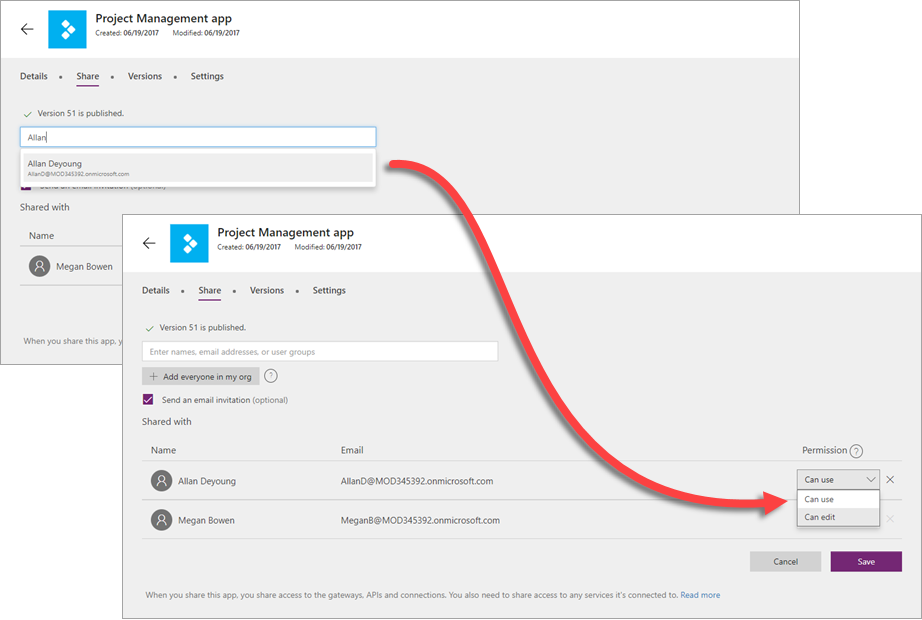 Project Management app
Created: 06/19/2017 Modified: 06/19/2017
Details • Share • Versions • Settings
Version 51 is published.
Allan
Allan Deyoung
AllanD@MOD345392.onmicrosoft.com
Send an email invitation (optional)
Shared with
Name
Megan Bowen
When you share this app, y
Project Management app
Created: 06/19/2017 Modified: 06/19/2017
Details • Share • Versions • Settings
Version 51 is published.
Enter names, email addresses, or user groups
+ Add everyone in my org ?
Send an email invitation (optional)
Shared with
Name Email Permission ?
Allan Deyoung AllanD@MOD345392.onmicrosoft.com Can use
Can use
Megan Bowen MeganB@MOD345392.onmicrosoft.com Can edit
Cancel Save
When you share this app. you share access to the gateways, APIs and connections. You also need to share access to any services it's connected to. Read more